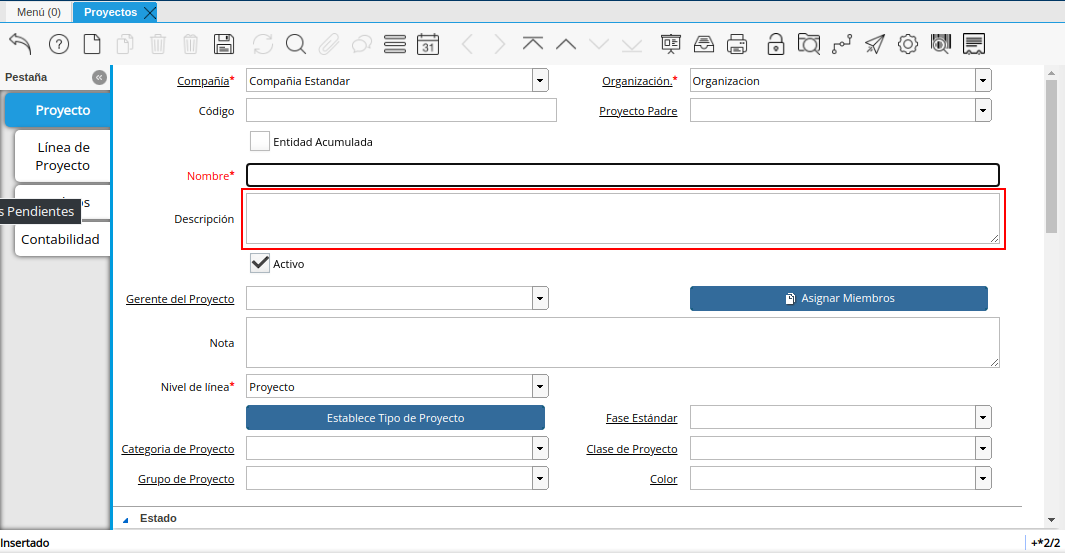 Menú (0) Proyectos
31
Pestaña
Proyecto
Línea de
Proyecto
s Pendientes
os
Contabilidad
Compañía* Compañia Estandar Organización.* Organizacion
Código Proyecto Padre
Entidad Acumulada
Nombre*
Descripción
Activo
Gerente del Proyecto Asignar Miembros
Nota
Nivel de línea* Proyecto
Establece Tipo de Proyecto Fase Estándar
Categoria de Proyecto Clase de Proyecto
Grupo de Proyecto Color
Estado
Insertado +*2/2